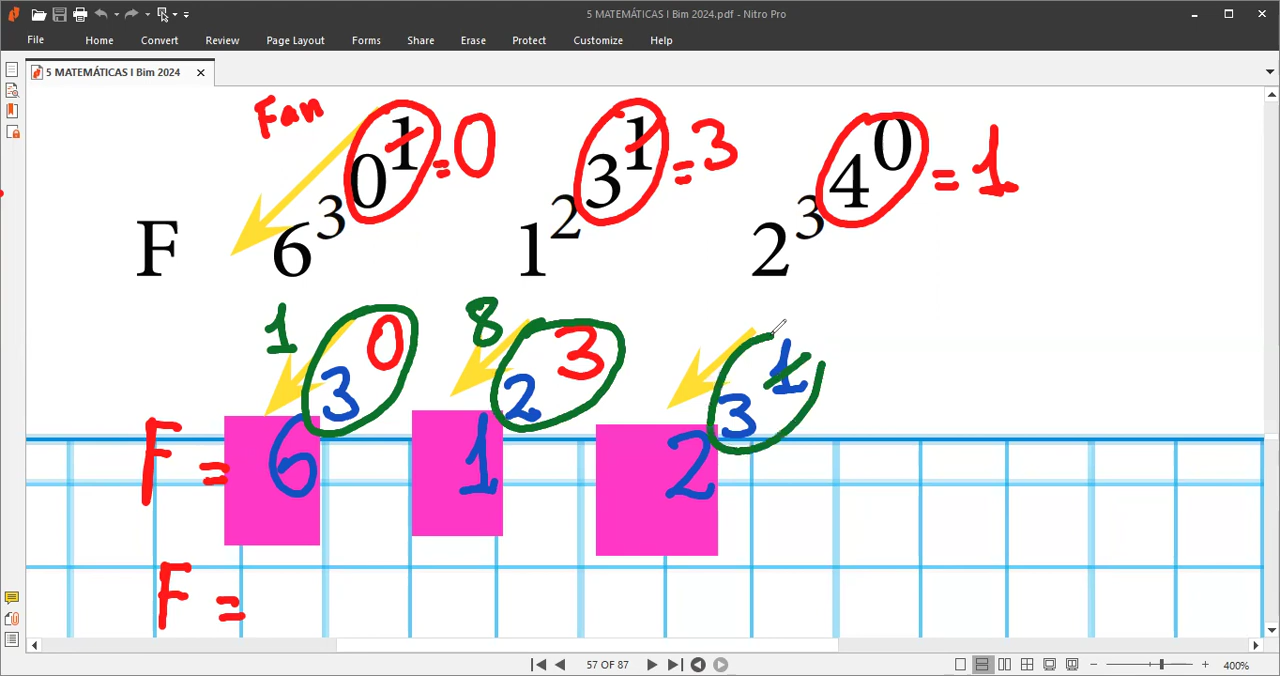 5 MATEMÁTICAS I Bim 2024.pdf - Nitro Pro
File Home Convert Review Page Layout Forms Share Erase Protect Customize Help
5 MATEMÁTICAS I Bim 2024 ×
Fan
F 6^3^0^1 = 0 1^2^3^1 = 3 2^3^4^0 = 1
1 8
F = 6^3^0 1^2^3 2^3^1
F =
57 OF 87
400%